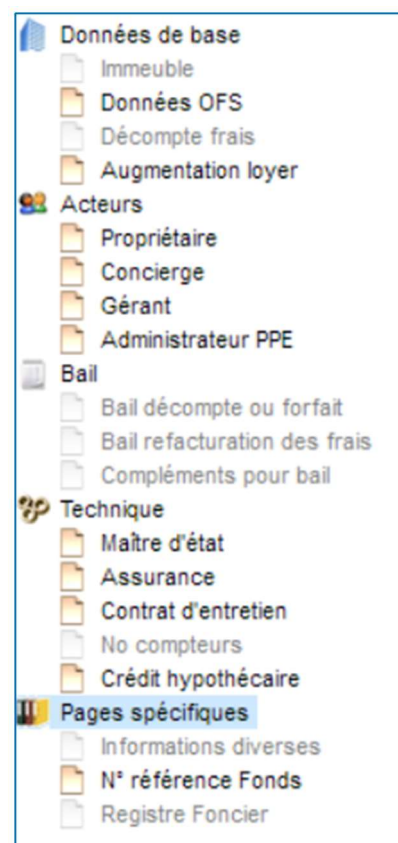 Données de base
Immeuble
Données OFS
Décompte frais
Augmentation loyer
Acteurs
Propriétaire
Concierge
Gérant
Administrateur PPE
Bail
Bail décompte ou forfait
Bail refacturation des frais
Compléments pour bail
Technique
Maître d'état
Assurance
Contrat d'entretien
No compteurs
Crédit hypothécaire
Pages spécifiques
Informations diverses
N° référence Fonds
Registre Foncier